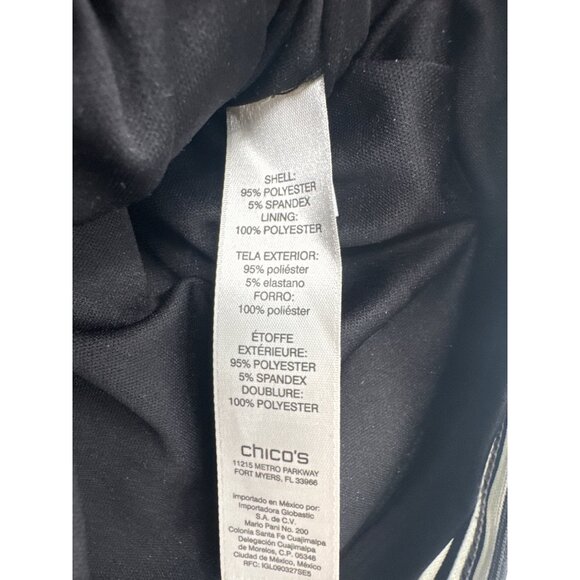 SHELL:
95% POLYESTER
5% SPANDEX
LINING:
100% POLYESTER
TELA EXTERIOR:
95% poliéster
5% elastano
FORRO:
100% poliéster
ÉTOFFE
EXTÉRIEURE:
95% POLYESTER
5% SPANDEX
DOUBLURE:
100% POLYESTER
chico's
11215 METRO PARKWAY
FORT MYERS, FL 33966
Importado en México por:
Importadora Globastic
S.A. de C.V.
Mario Pani No. 200
Colonia Santa Fe Cuajimalpa
Delegación Cuajimalpa
de Morelos, C.P. 05348
Ciudad de México, México
RFC: IGL090327SE5